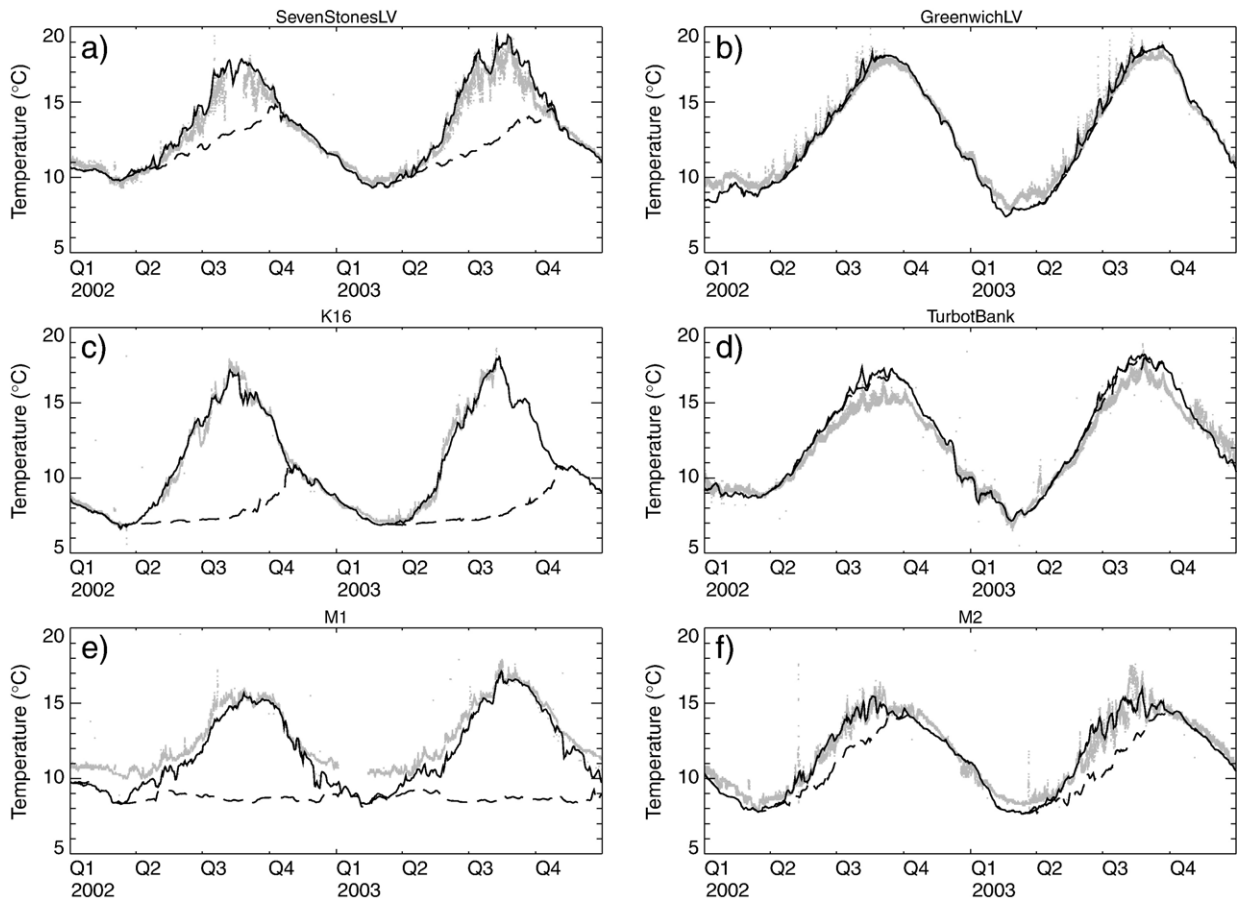 SevenStonesLV
a)
Temperature (°C)
20
15
10
5
Q1 Q2 Q3 Q4 Q1 Q2 Q3 Q4
2002 2003
GreenwichLV
b)
Temperature (°C)
20
15
10
5
Q1 Q2 Q3 Q4 Q1 Q2 Q3 Q4
2002 2003
K16
c)
Temperature (°C)
20
15
10
5
Q1 Q2 Q3 Q4 Q1 Q2 Q3 Q4
2002 2003
TurbotBank
d)
Temperature (°C)
20
15
10
5
Q1 Q2 Q3 Q4 Q1 Q2 Q3 Q4
2002 2003
M1
e)
Temperature (°C)
20
15
10
5
Q1 Q2 Q3 Q4 Q1 Q2 Q3 Q4
2002 2003
M2
f)
Temperature (°C)
20
15
10
5
Q1 Q2 Q3 Q4 Q1 Q2 Q3 Q4
2002 2003